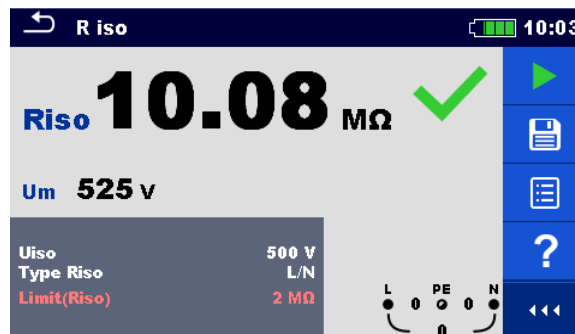 R iso 10:03
Riso 10.08 MΩ
Um 525 V
Uiso 500 V
Type Riso L/N
Limit(Riso) 2 MΩ
?
L PE N
0 0
0